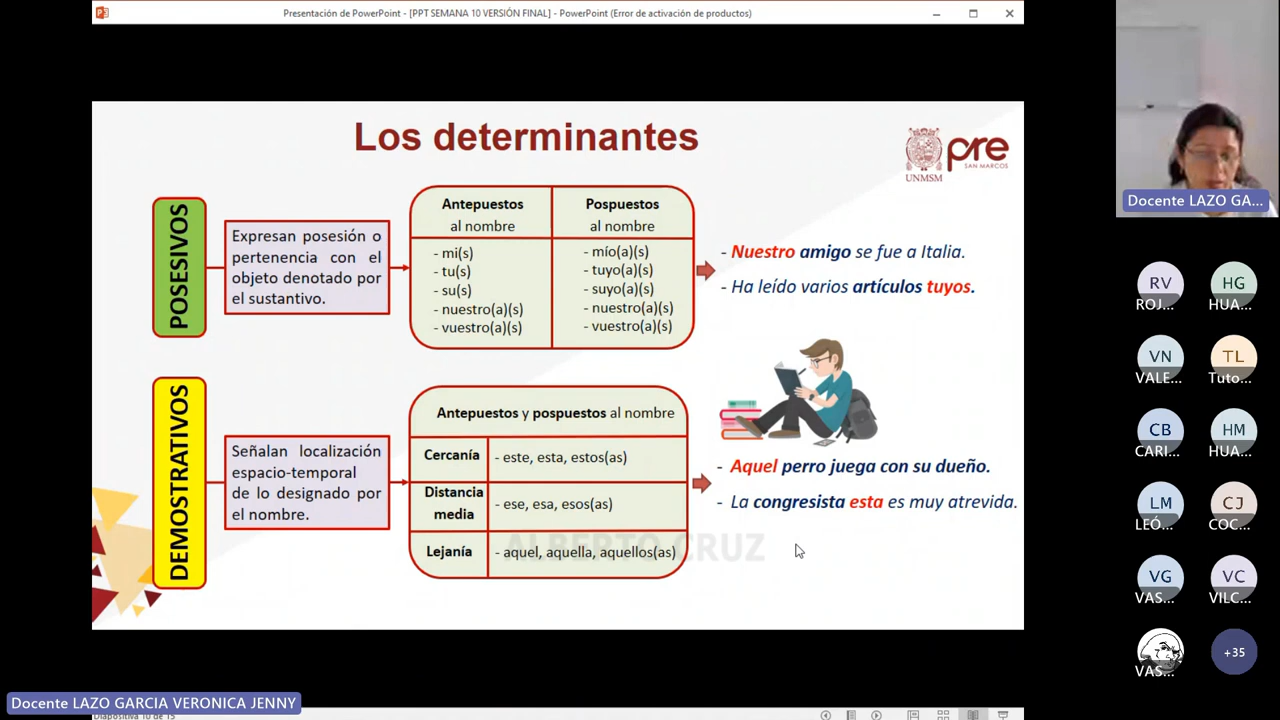 Presentación de PowerPoint - [PPT SEMANA 10 VERSIÓN FINAL] - PowerPoint (Error de activación de productos)
Los determinantes
UNMSM
pre
SAN MARCOS
POSESIVOS
Expresan posesión o
pertenencia con el
objeto denotado por
el sustantivo.
Antepuestos
al nombre
- mi(s)
- tu(s)
- su(s)
- nuestro(a)(s)
- vuestro(a)(s)
Pospuestos
al nombre
- mío(a)(s)
- tuyo(a)(s)
- suyo(a)(s)
- nuestro(a)(s)
- vuestro(a)(s)
- Nuestro amigo se fue a Italia.
- Ha leído varios artículos tuyos.
DEMOSTRATIVOS
Señalan localización
espacio-temporal
de lo designado por
el nombre.
Antepuestos y pospuestos al nombre
Cercanía
- este, esta, estos(as)
Distancia
media
- ese, esa, esos(as)
Lejanía
- aquel, aquella, aquellos(as)
- Aquel perro juega con su dueño.
- La congresista esta es muy atrevida.
ALBERTO CRUZ
Docente LAZO GA...
RV
ROJ...
HG
HUA...
VN
VALE...
TL
Tuto...
CB
CARI...
HM
HUA...
LM
LEÓ...
CJ
COC...
VG
VAS...
VC
VILC...
VAS...
+35
Docente LAZO GARCIA VERONICA JENNY
Diapositiva 10 de 15